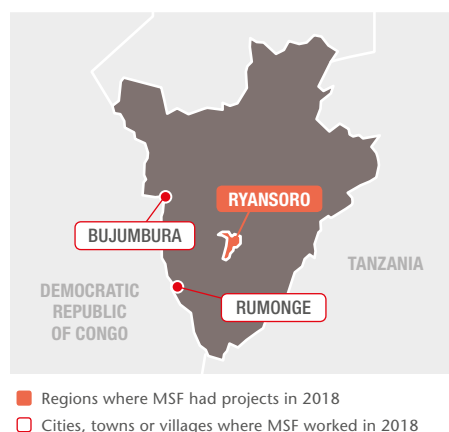 RYANSORO
BUJUMBURA
TANZANIA
DEMOCRATIC
REPUBLIC
OF CONGO
RUMONGE
Regions where MSF had projects in 2018
Cities, towns or villages where MSF worked in 2018